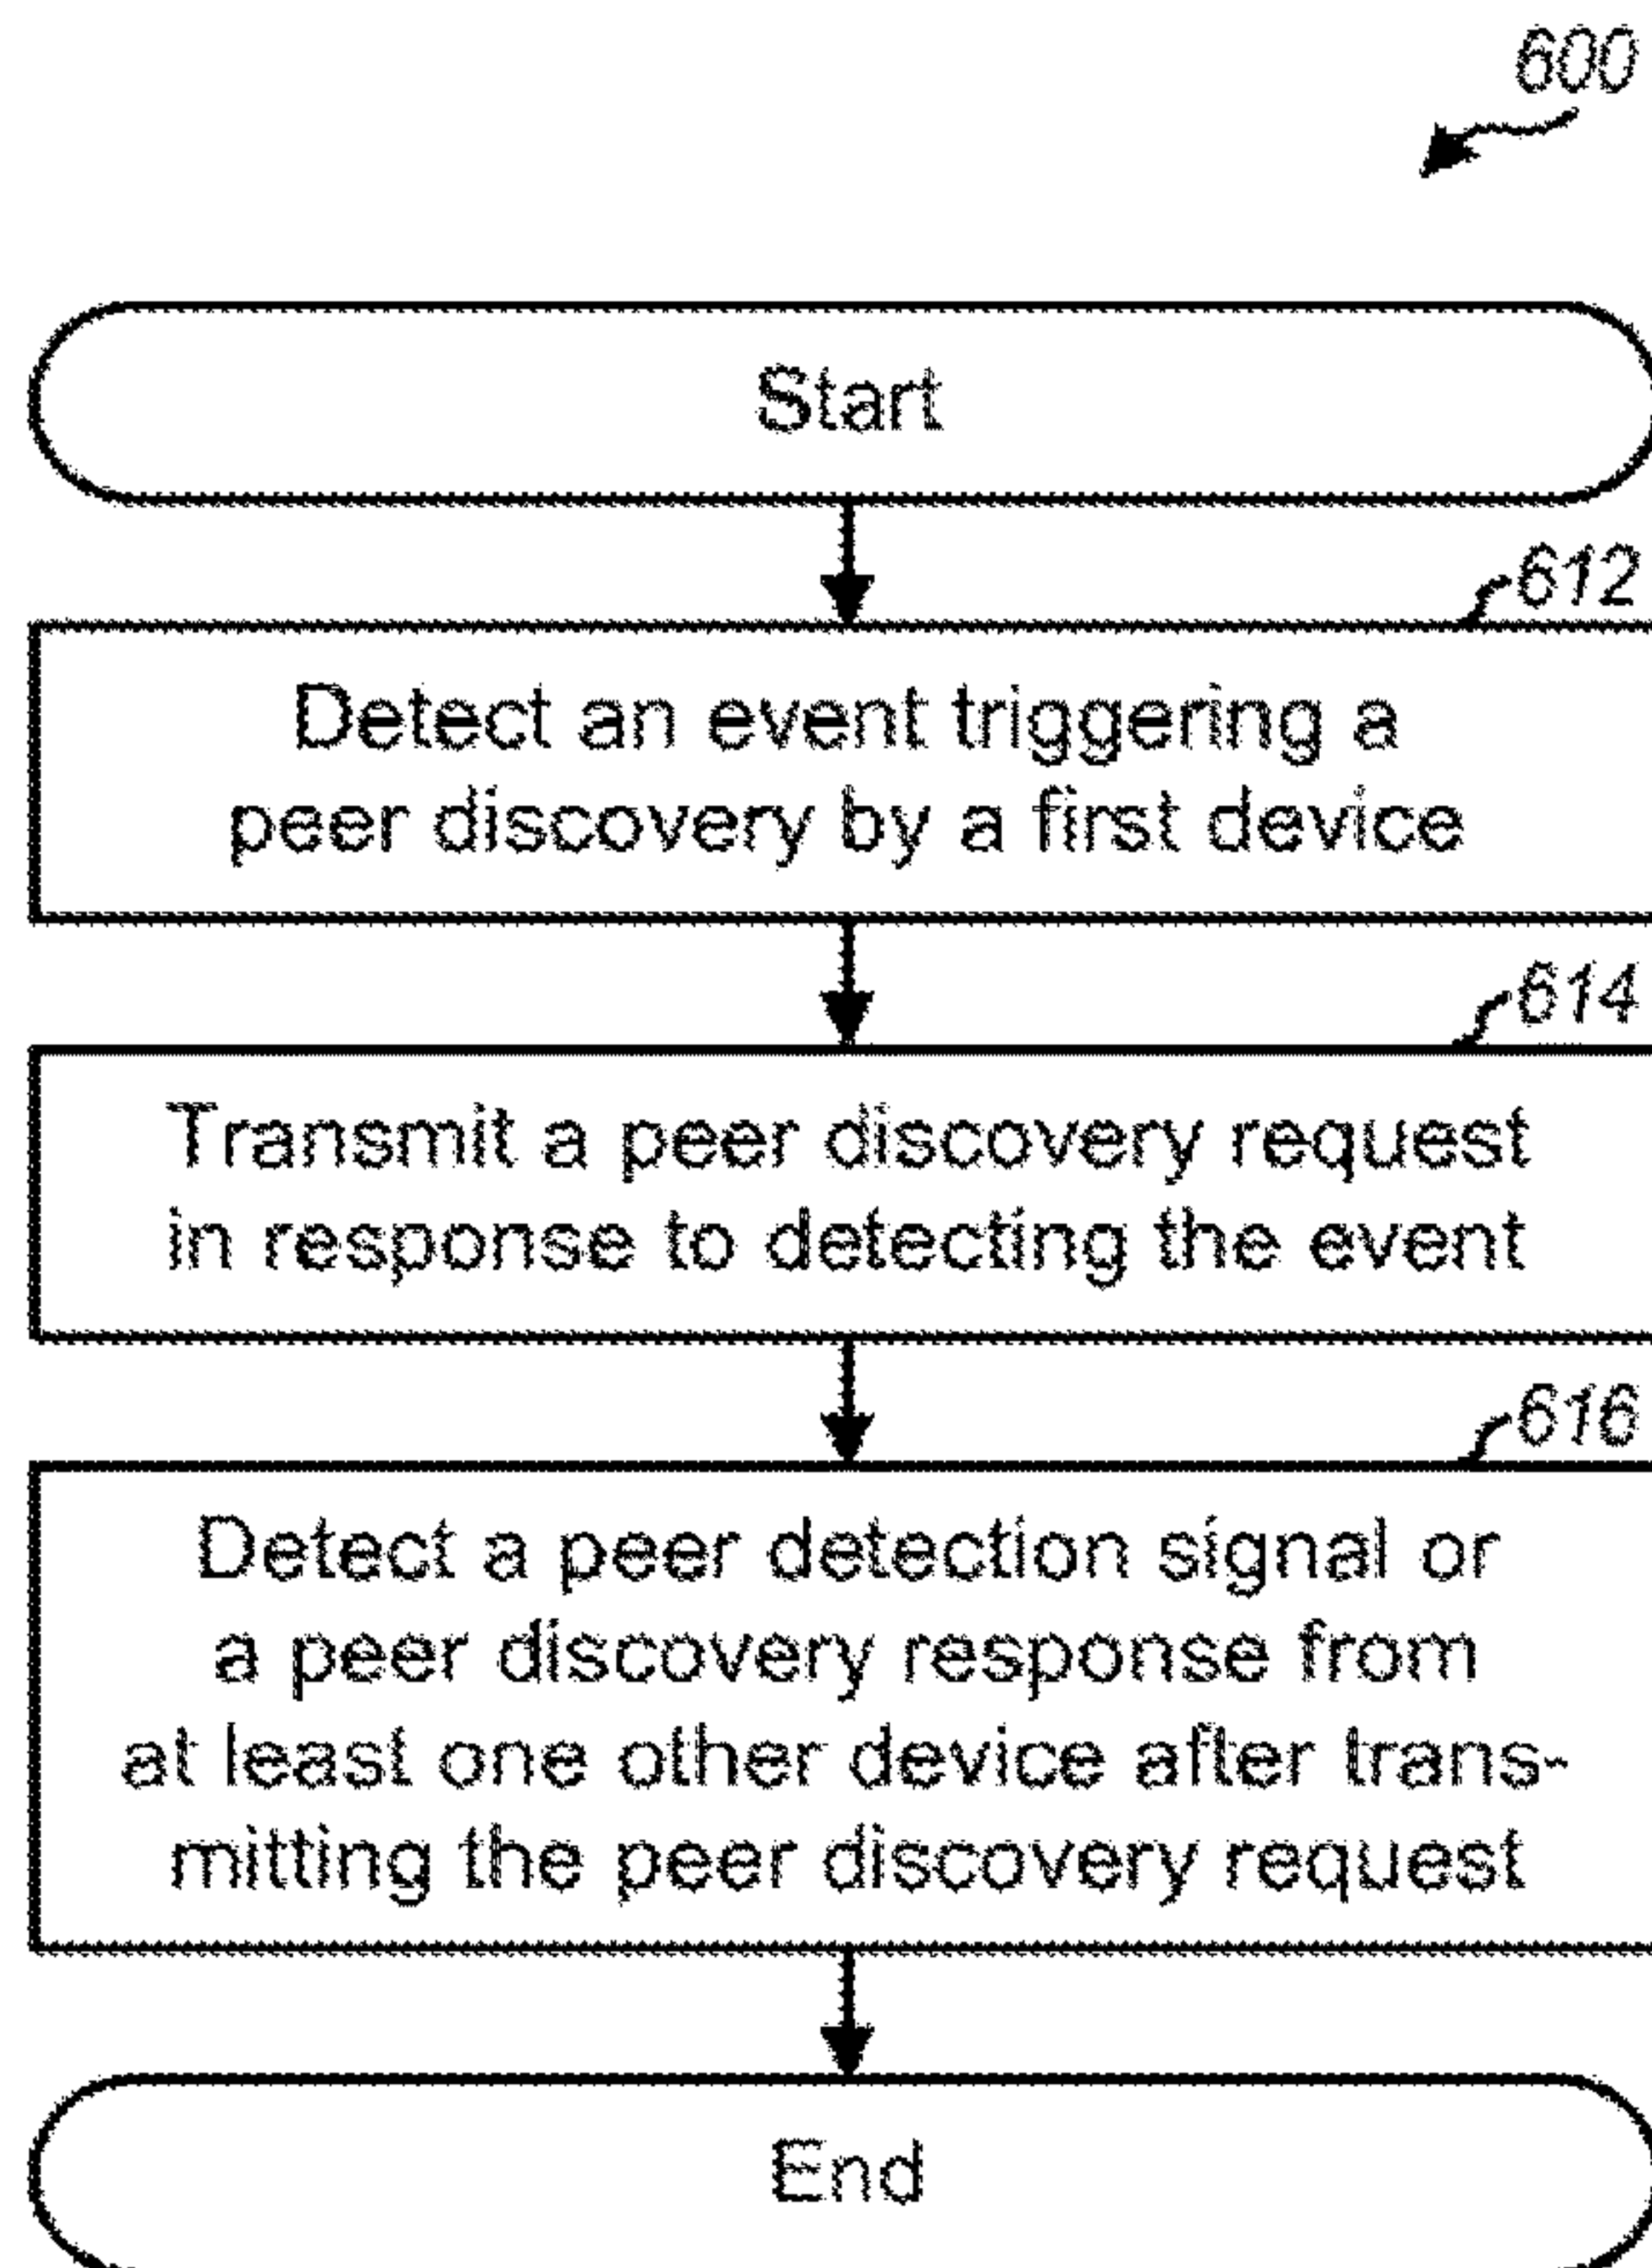 600
Start
612
Detect an event triggering a
peer discovery by a first device
614
Transmit a peer discovery request
in response to detecting the event
616
Detect a peer detection signal or
a peer discovery response from
at least one other device after trans-
mitting the peer discovery request
End